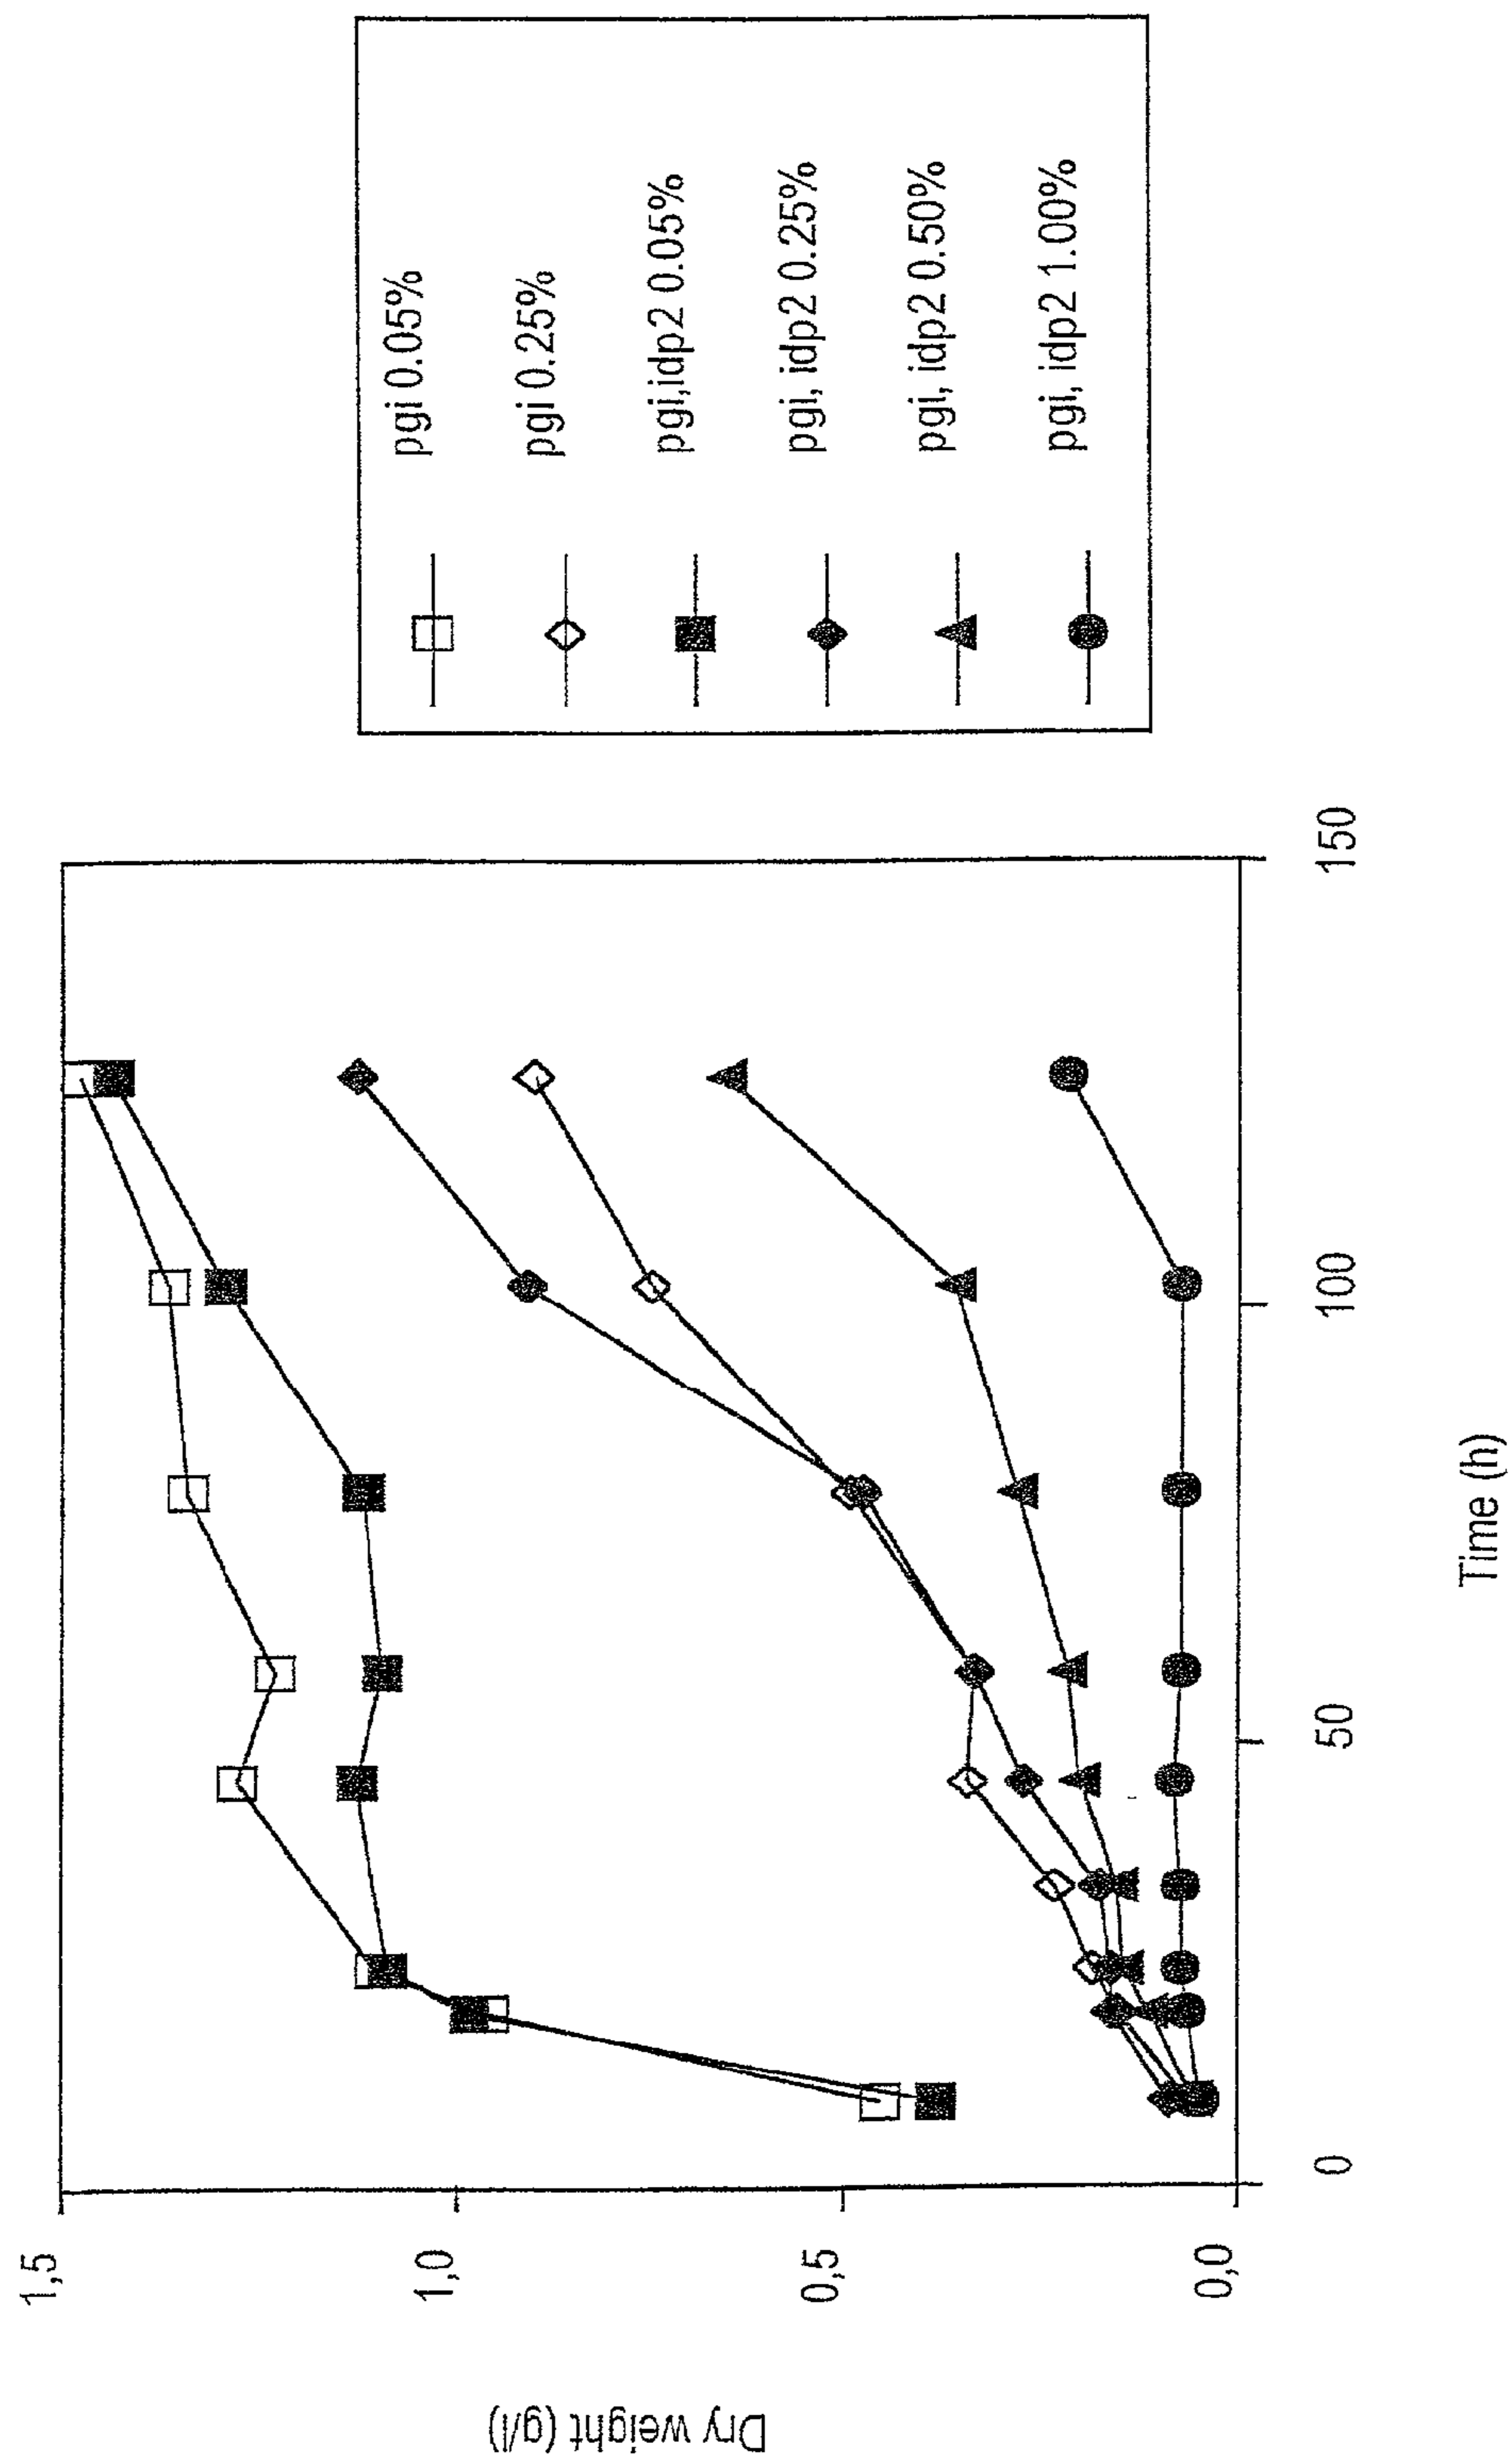 Dry weight (g/l)
1,5
1,0
0,5
0,0
0
50
100
150
Time (h)
pgi 0.05%
pgi 0.25%
pgi,idp2 0.05%
pgi, idp2 0.25%
pgi, idp2 0.50%
pgi, idp2 1.00%